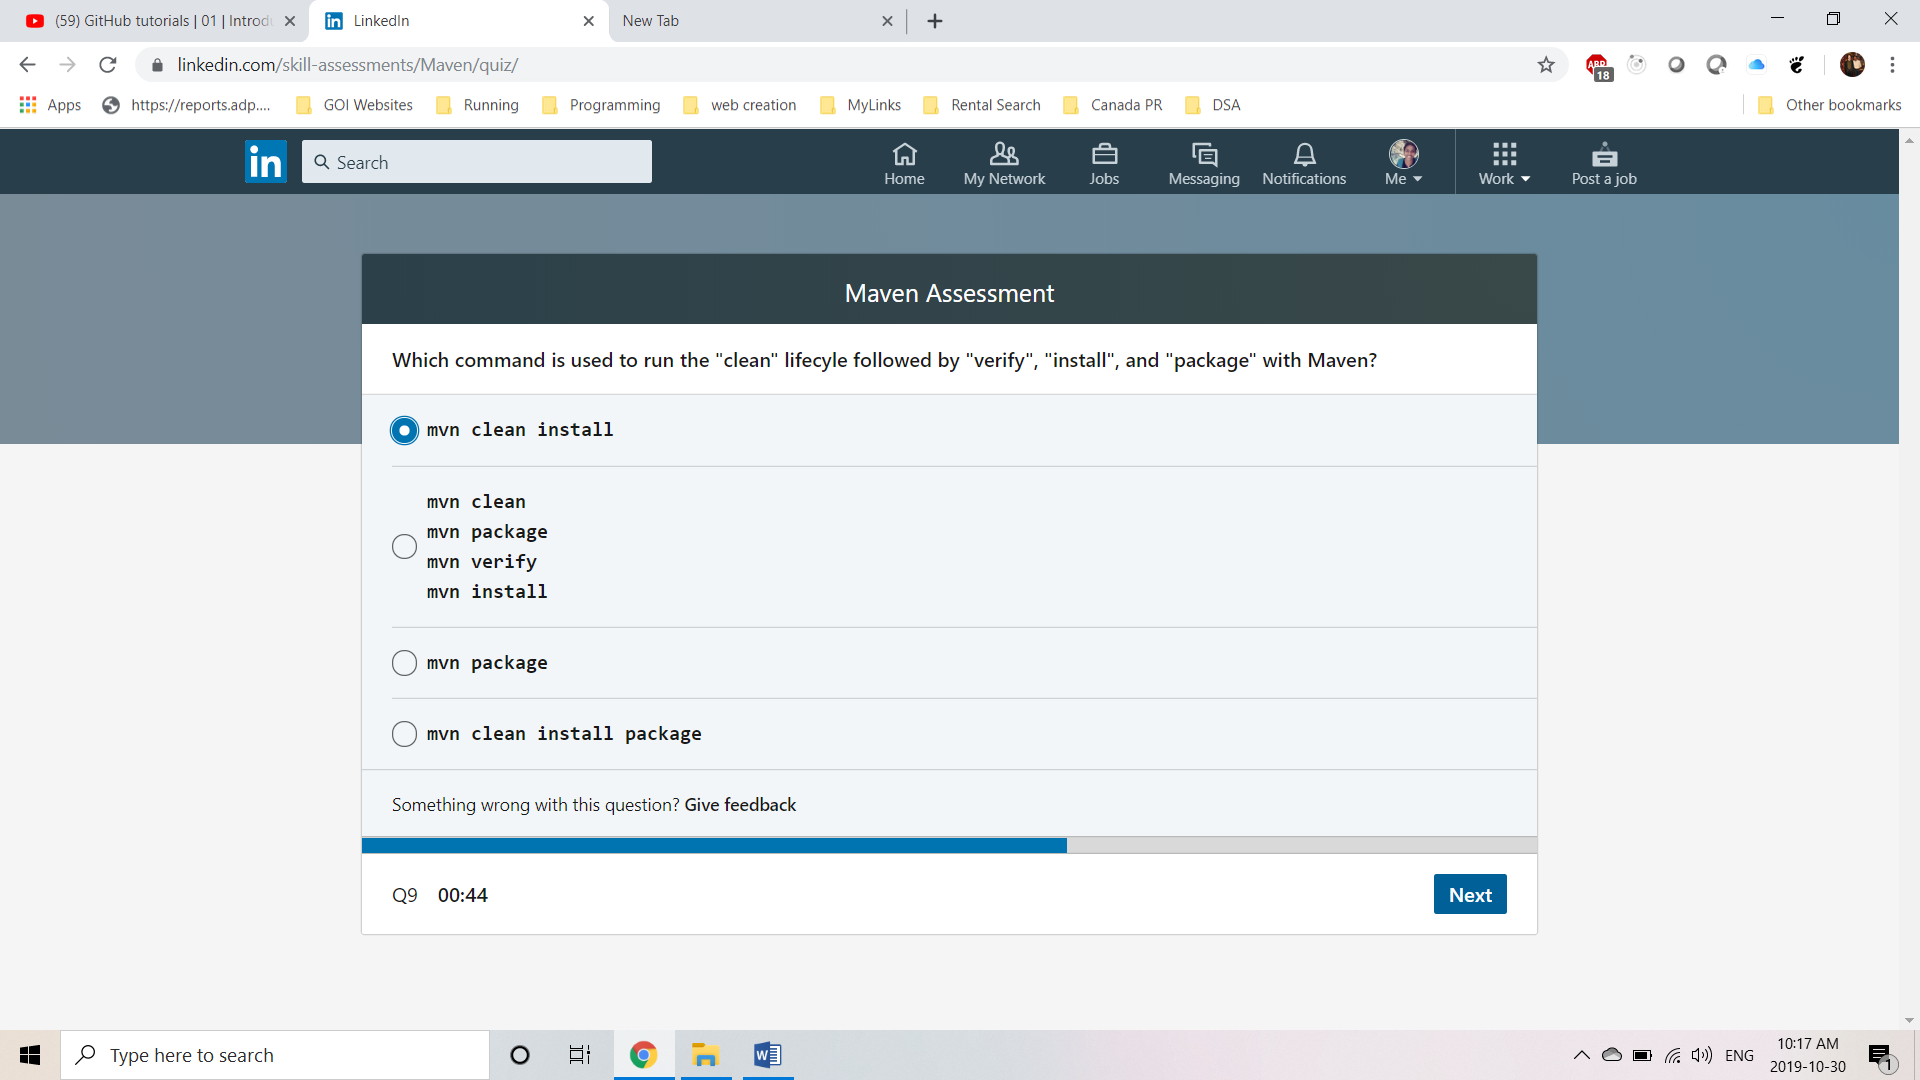 (59) GitHub tutorials | 01 | Introd
LinkedIn
New Tab
linkedin.com/skill-assessments/Maven/quiz/
ABP
18
Apps
https://reports.adp....
GOI Websites
Running
Programming
web creation
MyLinks
Rental Search
Canada PR
DSA
Other bookmarks
in
Search
Home
My Network
Jobs
Messaging
Notifications
Me
Work
Post a job
Maven Assessment
Which command is used to run the "clean" lifecyle followed by "verify", "install", and "package" with Maven?
mvn clean install
mvn clean
mvn package
mvn verify
mvn install
mvn package
mvn clean install package
Something wrong with this question? Give feedback
Q9 00:44
Next
Type here to search
ENG
10:17 AM
2019-10-30
1